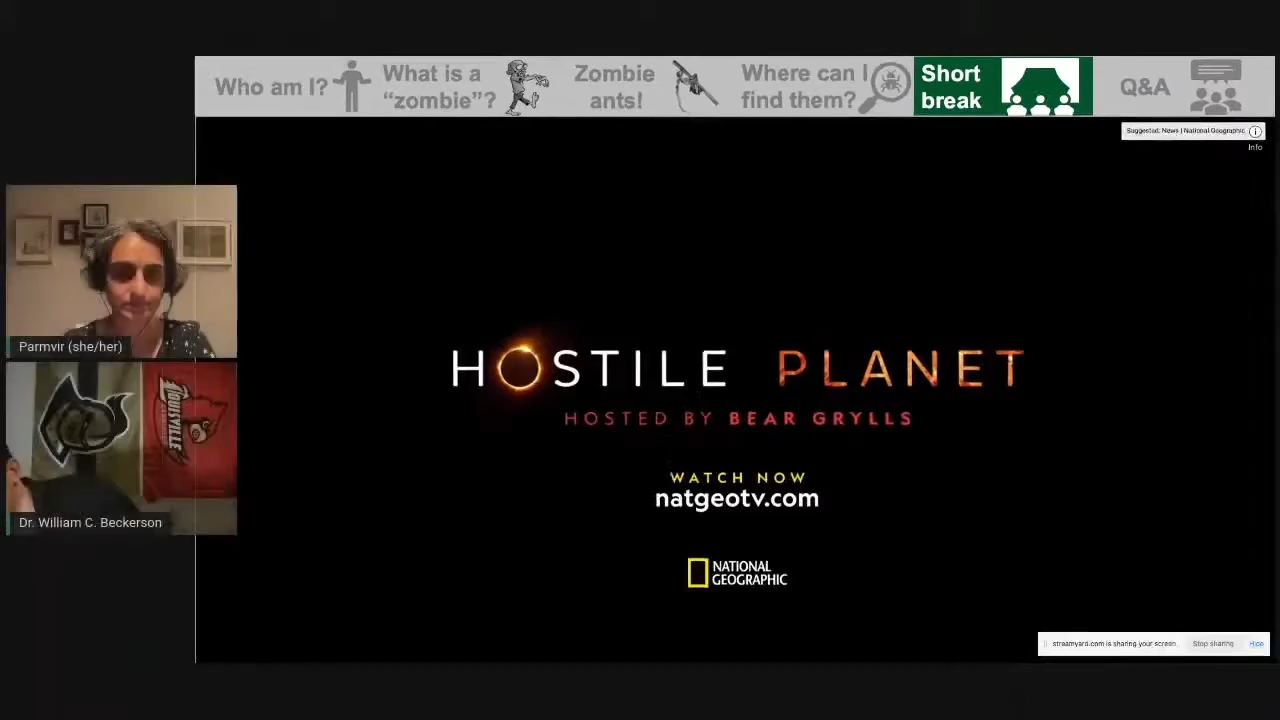 Who am I?
What is a
“zombie”?
Zombie
ants!
Where can I
find them?
Short
break
Q&A
Suggested: News | National Geographic
Info
HOSTILE PLANET
HOSTED BY BEAR GRYLLS
WATCH NOW
natgeotv.com
NATIONAL
GEOGRAPHIC
Parmvir (she/her)
LOUISVILLE
CARDINALS
Dr. William C. Beckerson
streamyard.com is sharing your screen.
Stop sharing
Hide